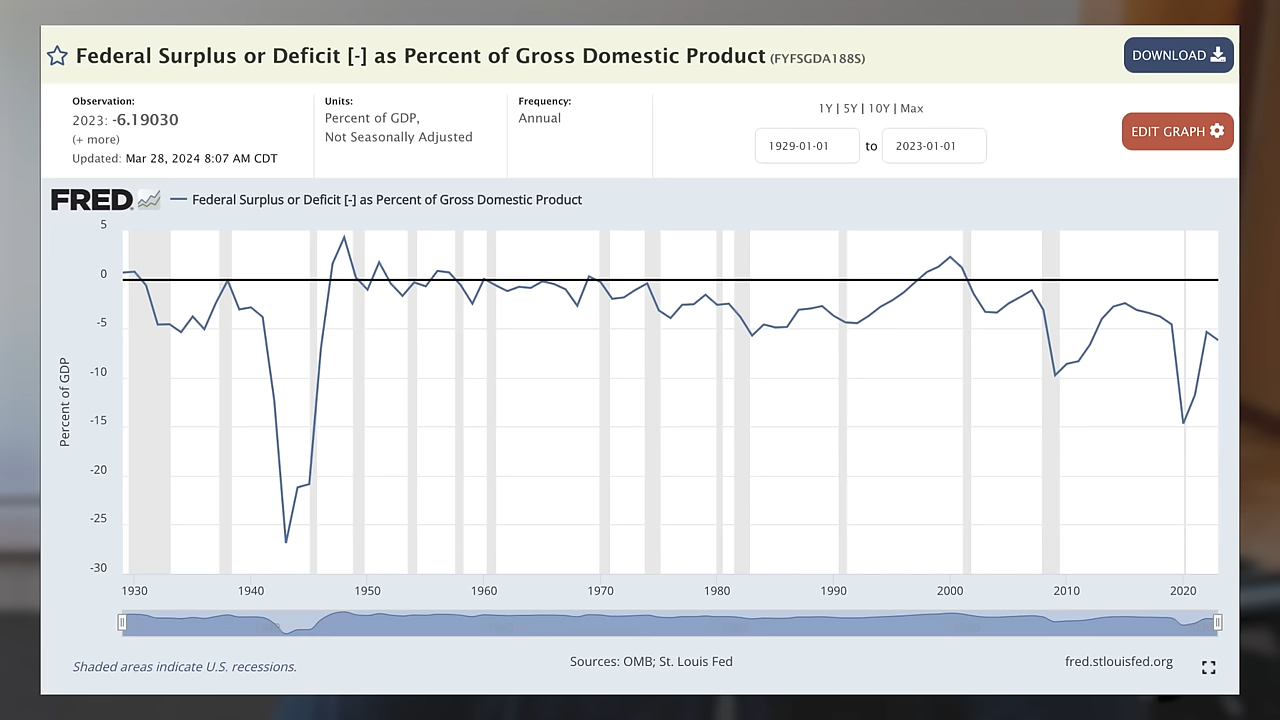 Federal Surplus or Deficit [-] as Percent of Gross Domestic Product (FYFSGDA188S)
DOWNLOAD
Observation:
2023: -6.19030
(+ more)
Updated: Mar 28, 2024 8:07 AM CDT
Units:
Percent of GDP,
Not Seasonally Adjusted
Frequency:
Annual
1Y | 5Y | 10Y | Max
1929-01-01 to 2023-01-01
EDIT GRAPH
FRED
Federal Surplus or Deficit [-] as Percent of Gross Domestic Product
Percent of GDP
5
0
-5
-10
-15
-20
-25
-30
1930 1940 1950 1960 1970 1980 1990 2000 2010 2020
Shaded areas indicate U.S. recessions.
Sources: OMB; St. Louis Fed
fred.stlouisfed.org